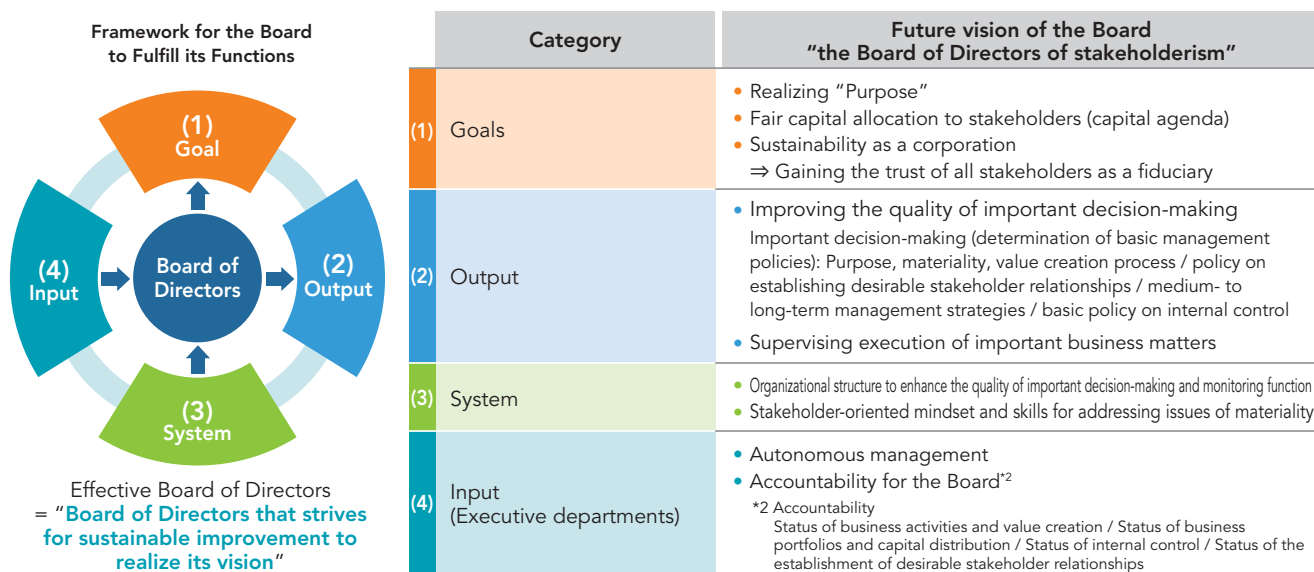 Framework for the Board
to Fulfill its Functions
(1)
Goal
(4)
Input
Board of
Directors
(2)
Output
(3)
System
Effective Board of Directors
= “Board of Directors that strives
for sustainable improvement to
realize its vision”
Category
Future vision of the Board
“the Board of Directors of stakeholderism”
(1)
Goals
• Realizing “Purpose”
• Fair capital allocation to stakeholders (capital agenda)
• Sustainability as a corporation
⇒ Gaining the trust of all stakeholders as a fiduciary
(2)
Output
• Improving the quality of important decision-making
Important decision-making (determination of basic management
policies): Purpose, materiality, value creation process / policy on
establishing desirable stakeholder relationships / medium- to
long-term management strategies / basic policy on internal control
• Supervising execution of important business matters
(3)
System
• Organizational structure to enhance the quality of important decision-making and monitoring function
• Stakeholder-oriented mindset and skills for addressing issues of materiality
(4)
Input
(Executive departments)
• Autonomous management
• Accountability for the Board*2
*2 Accountability
Status of business activities and value creation / Status of business
portfolios and capital distribution / Status of internal control / Status of the
establishment of desirable stakeholder relationships